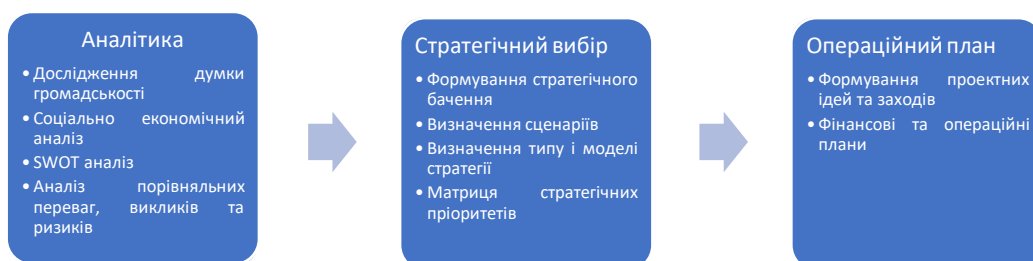 Аналітика
• Дослідження думки
громадськості
• Соціально економічний
аналіз
• SWOT аналіз
• Аналіз порівняльних
переваг, викликів та
ризиків
Стратегічний вибір
• Формування стратегічного
бачення
• Визначення сценаріїв
• Визначення типу і моделі
стратегії
• Матриця стратегічних
пріоритетів
Операційний план
• Формування проектних
ідей та заходів
• Фінансові та операційні
плани